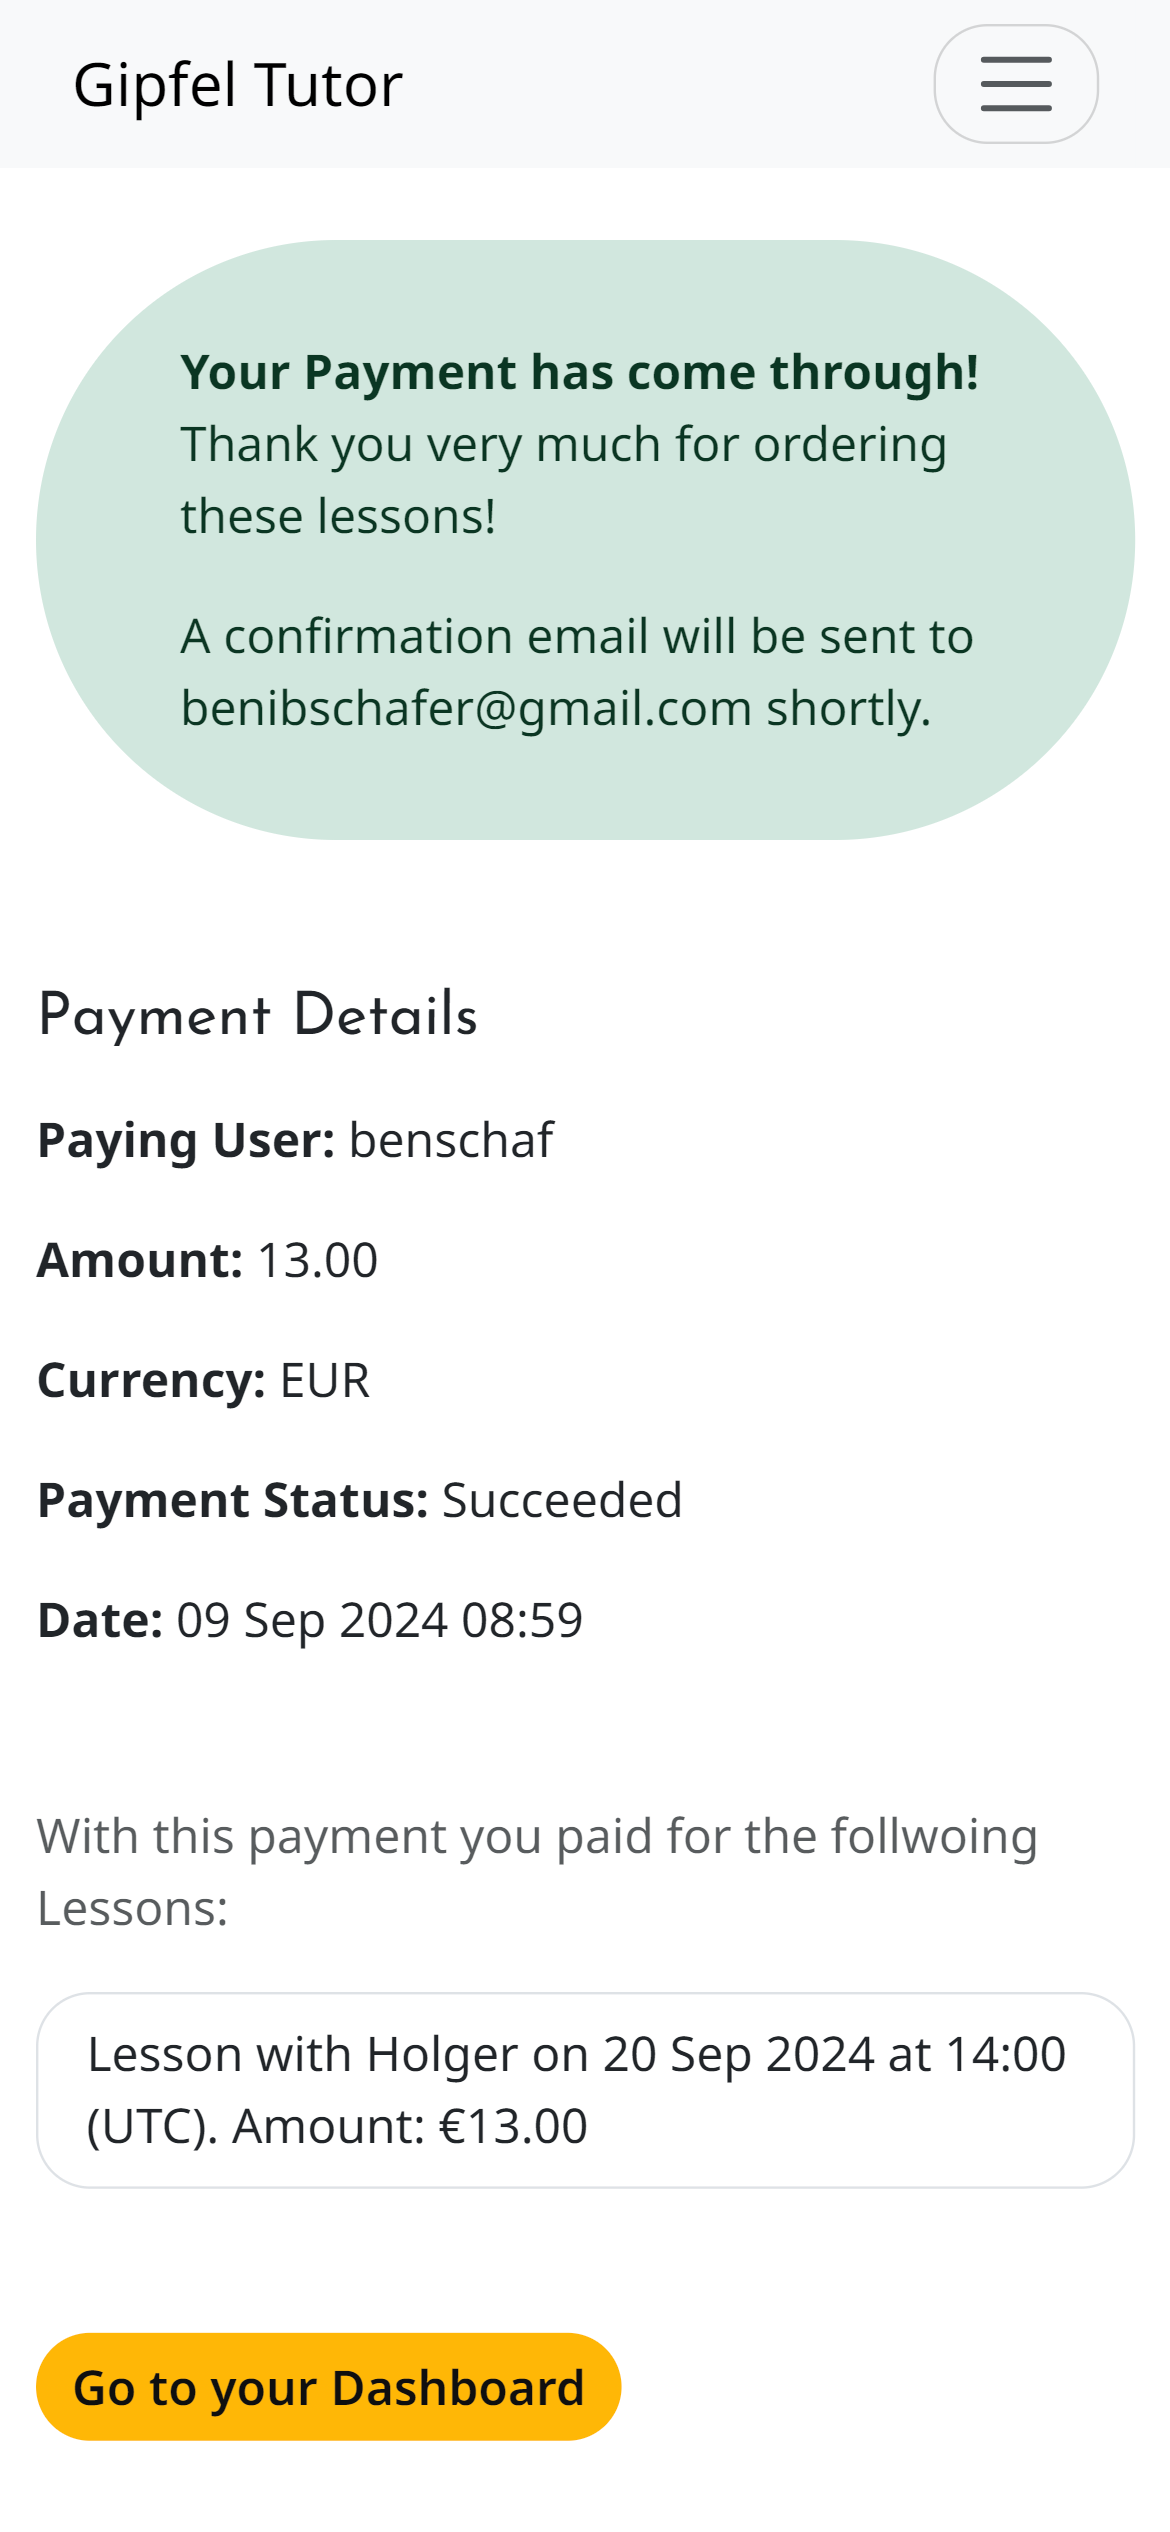 Gipfel Tutor
Your Payment has come through!
Thank you very much for ordering
these lessons!
A confirmation email will be sent to
benibschafer@gmail.com shortly.
Payment Details
Paying User: benschaf
Amount: 13.00
Currency: EUR
Payment Status: Succeeded
Date: 09 Sep 2024 08:59
With this payment you paid for the follwoing
Lessons:
Lesson with Holger on 20 Sep 2024 at 14:00
(UTC). Amount: €13.00
Go to your Dashboard